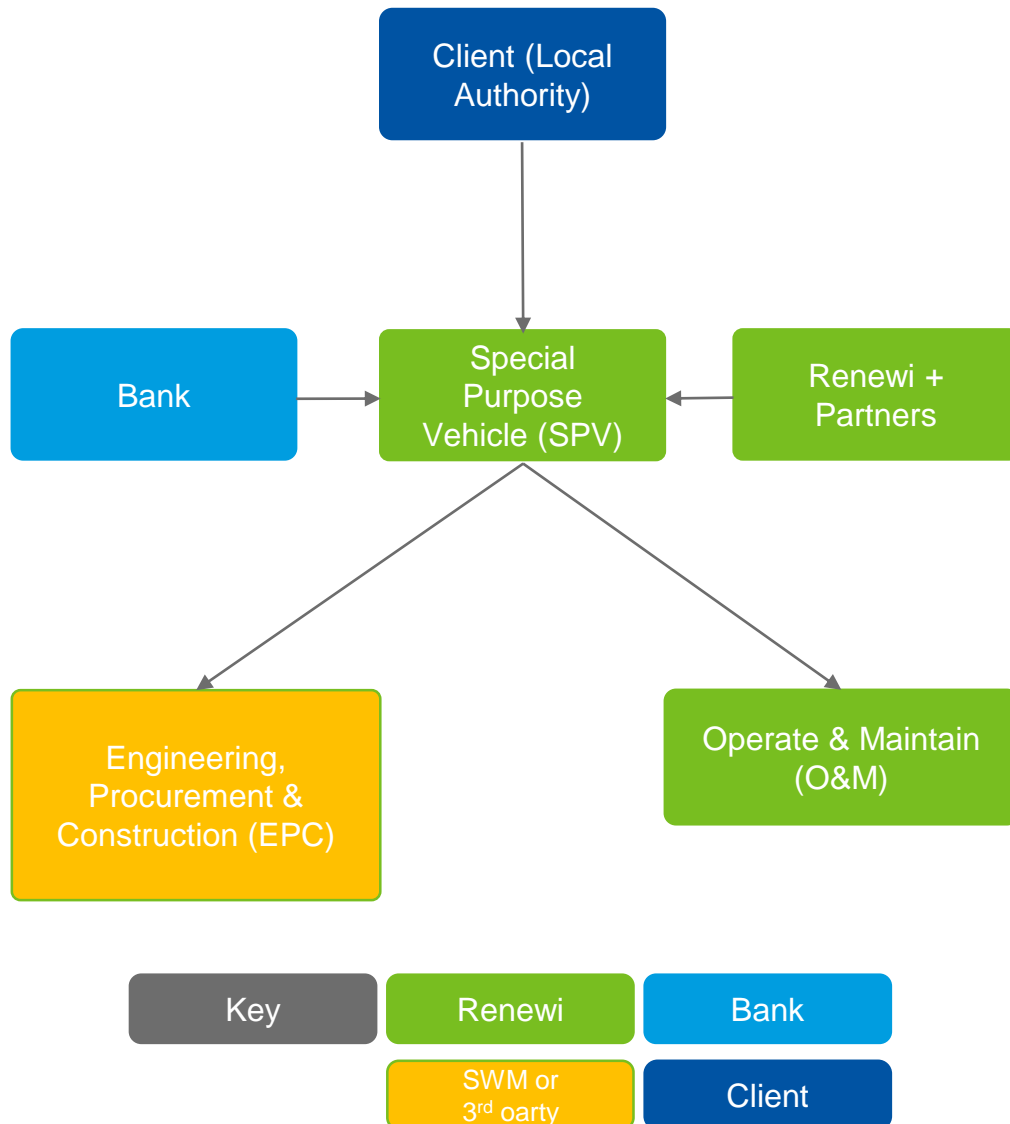 Client (Local
Authority)
Bank
Special
Purpose
Vehicle (SPV)
Renewi +
Partners
Engineering,
Procurement &
Construction (EPC)
Operate & Maintain
(O&M)
Key
Renewi
Bank
SWM or
3rd oarty
Client